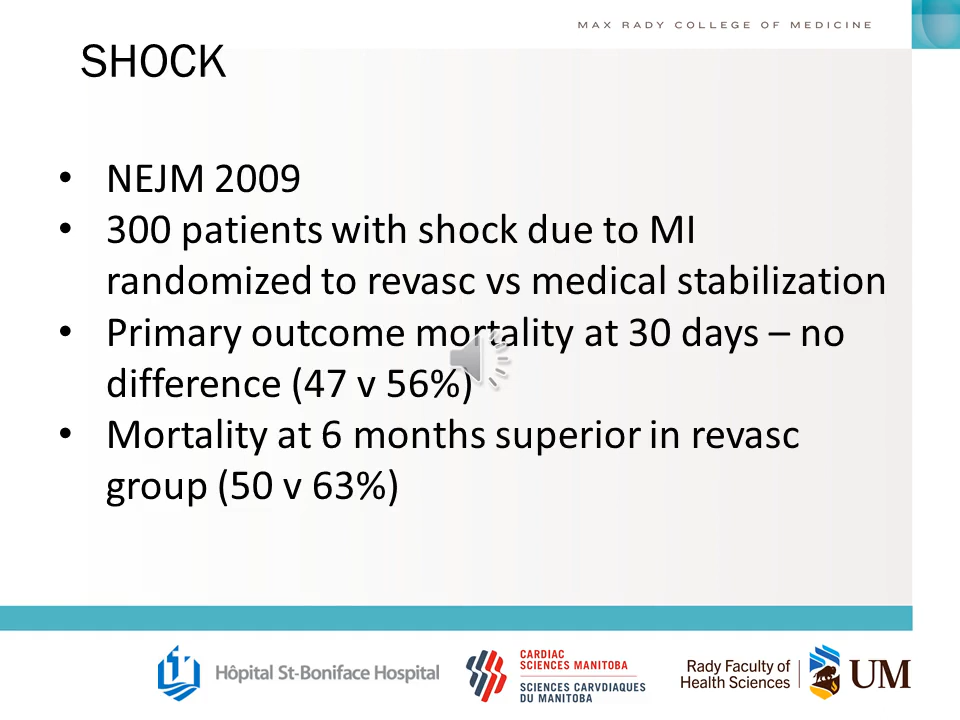 MAX RADY COLLEGE OF MEDICINE
SHOCK
• NEJM 2009
• 300 patients with shock due to MI
randomized to revasc vs medical stabilization
• Primary outcome mortality at 30 days – no
difference (47 v 56%)
• Mortality at 6 months superior in revasc
group (50 v 63%)
Hôpital St-Boniface Hospital
CARDIAC
SCIENCES MANITOBA
SCIENCES CARVDIAQUES
DU MANITOBA
Rady Faculty of
Health Sciences
UM